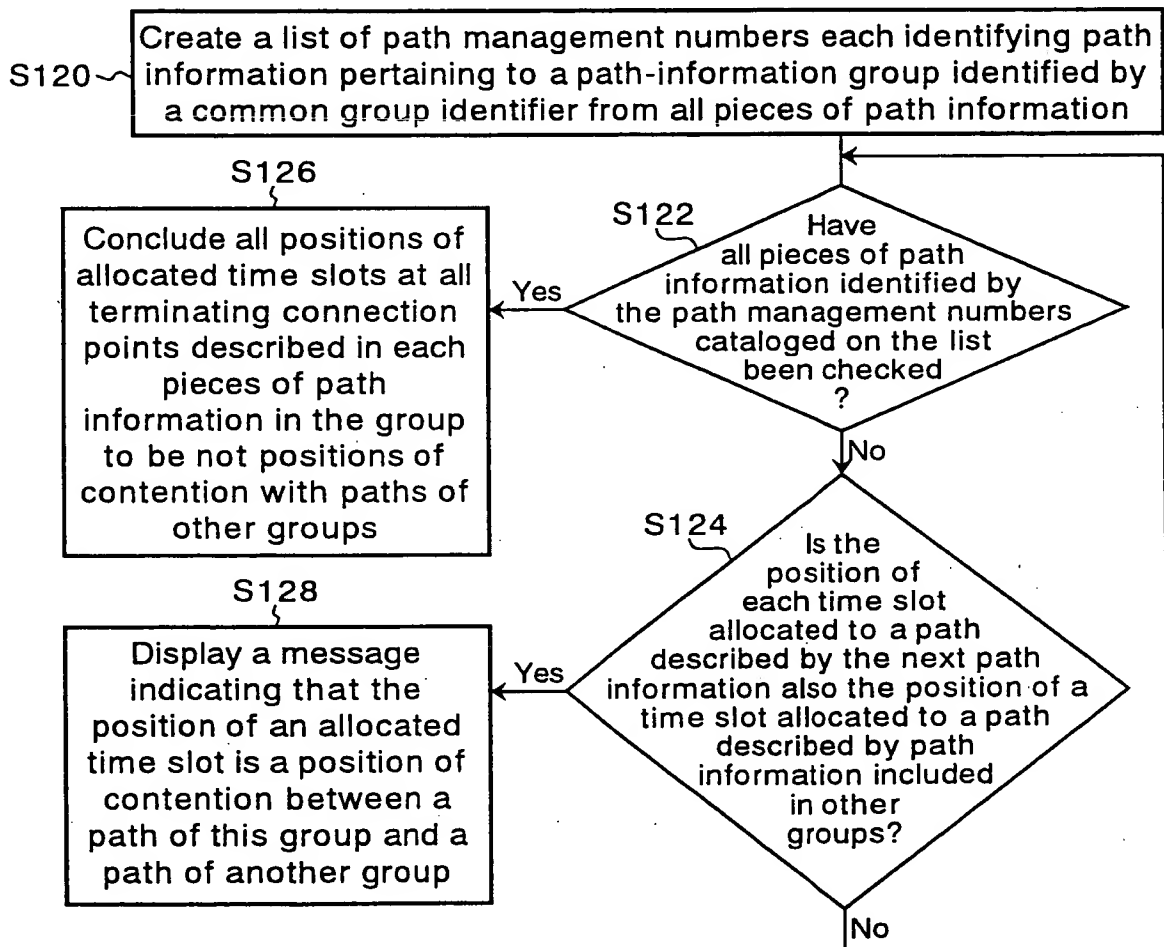 Create a list of path management numbers each identifying path
S120
information pertaining to a path-information group identified by
a common group identifier from all pieces of path information
S126
Conclude all positions of
allocated time slots at all
terminating connection
points described in each
pieces of path
information in the group
to be not positions of
contention with paths of
other groups
Yes
S122
Have
all pieces of path
information identified by
the path management numbers
cataloged on the list
been checked
?
No
S124
Is the
position of
each time slot
allocated to a path
described by the next path
information also the position of a
time slot allocated to a path
described by path
information included
in other
groups?
Yes
S128
Display a message
indicating that the
position of an allocated
time slot is a position of
contention between a
path of this group and a
path of another group
No